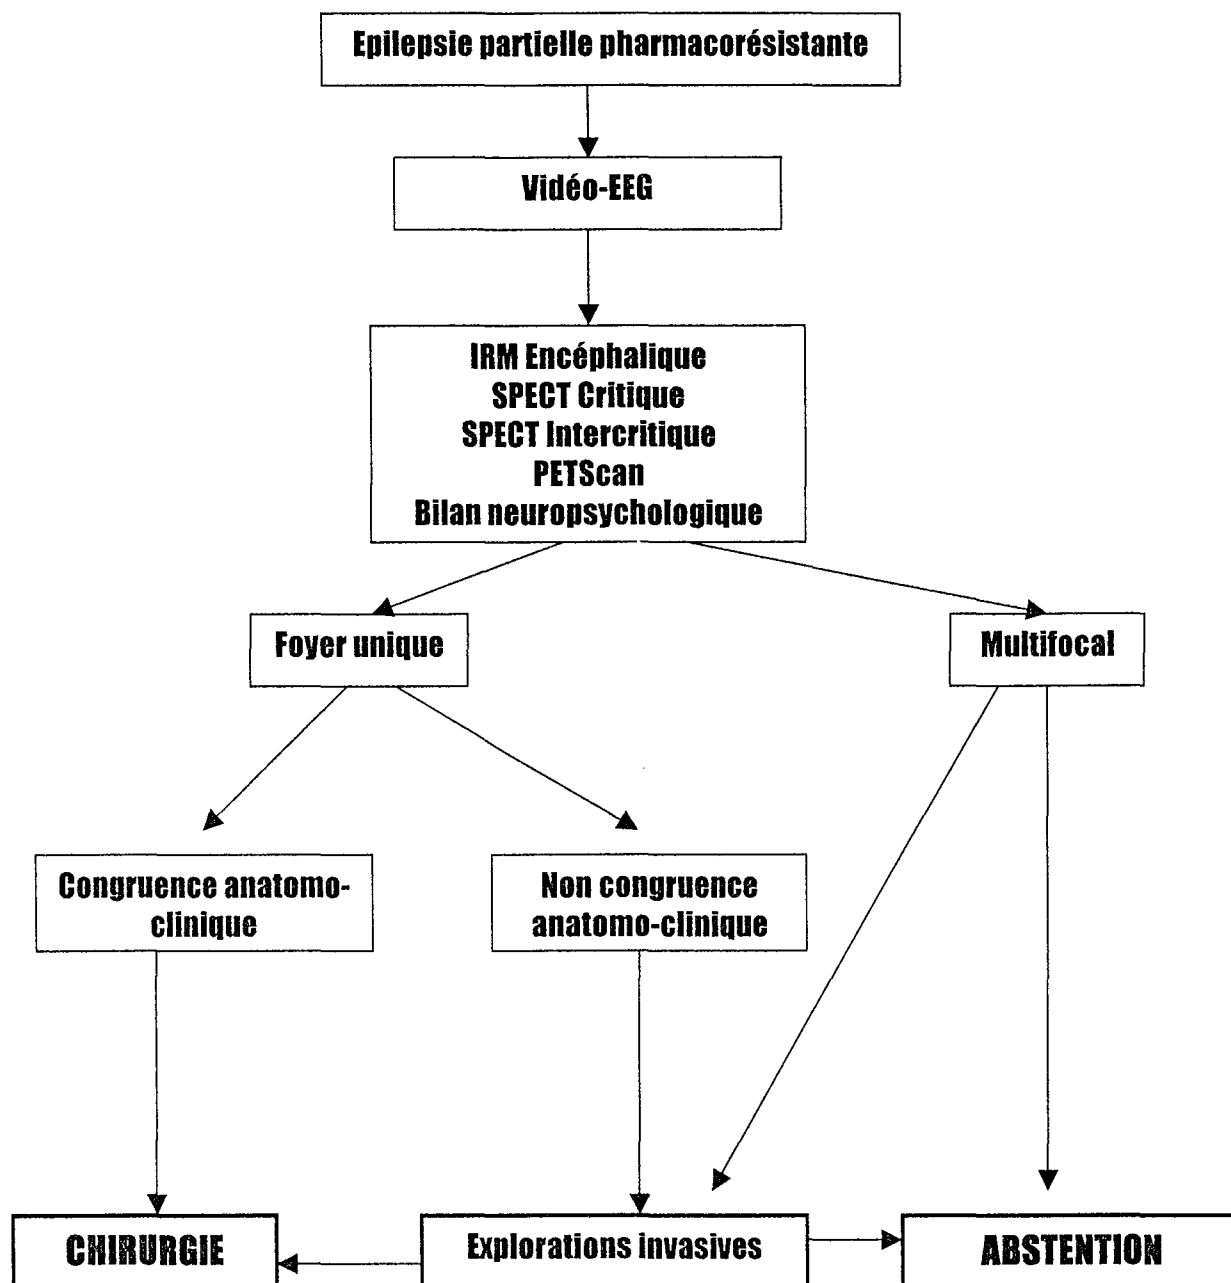 Epilepsie partielle pharmacorésistante
Vidéo-EEG
IRM Encéphalique
SPECT Critique
SPECT Intercritique
PETScan
Bilan neuropsychologique
Foyer unique
Multifocal
Congruence anatomo-
clinique
Non congruence
anatomo-clinique
CHIRURGIE
Explorations invasives
ABSTENTION